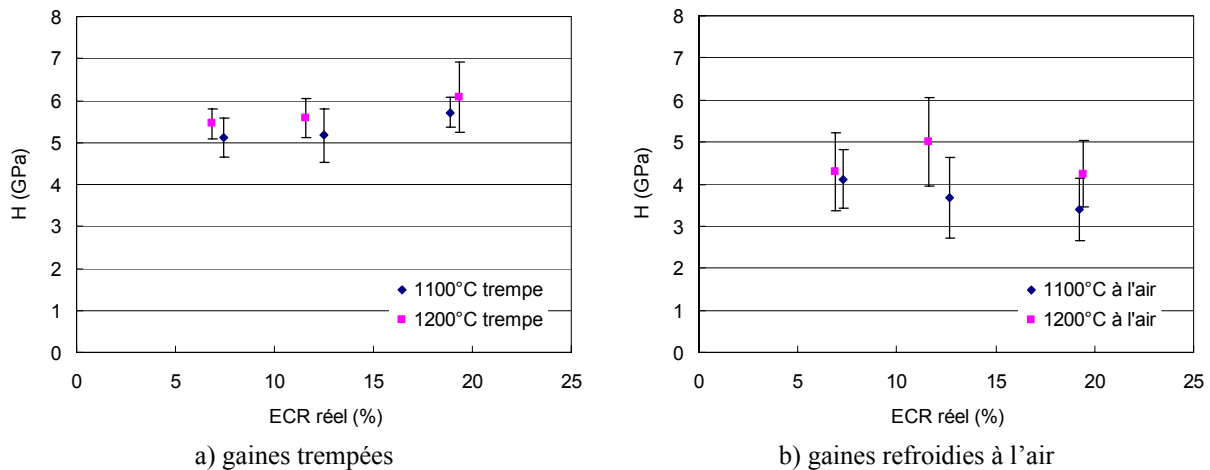 8
7
6
5
4
3
2
1
0
H (GPa)
1100°C trempe
1200°C trempe
0 5 10 15 20 25
ECR réel (%)
a) gaines trempées
8
7
6
5
4
3
2
1
0
H (GPa)
1100°C à l'air
1200°C à l'air
0 5 10 15 20 25
ECR réel (%)
b) gaines refroidies à l’air